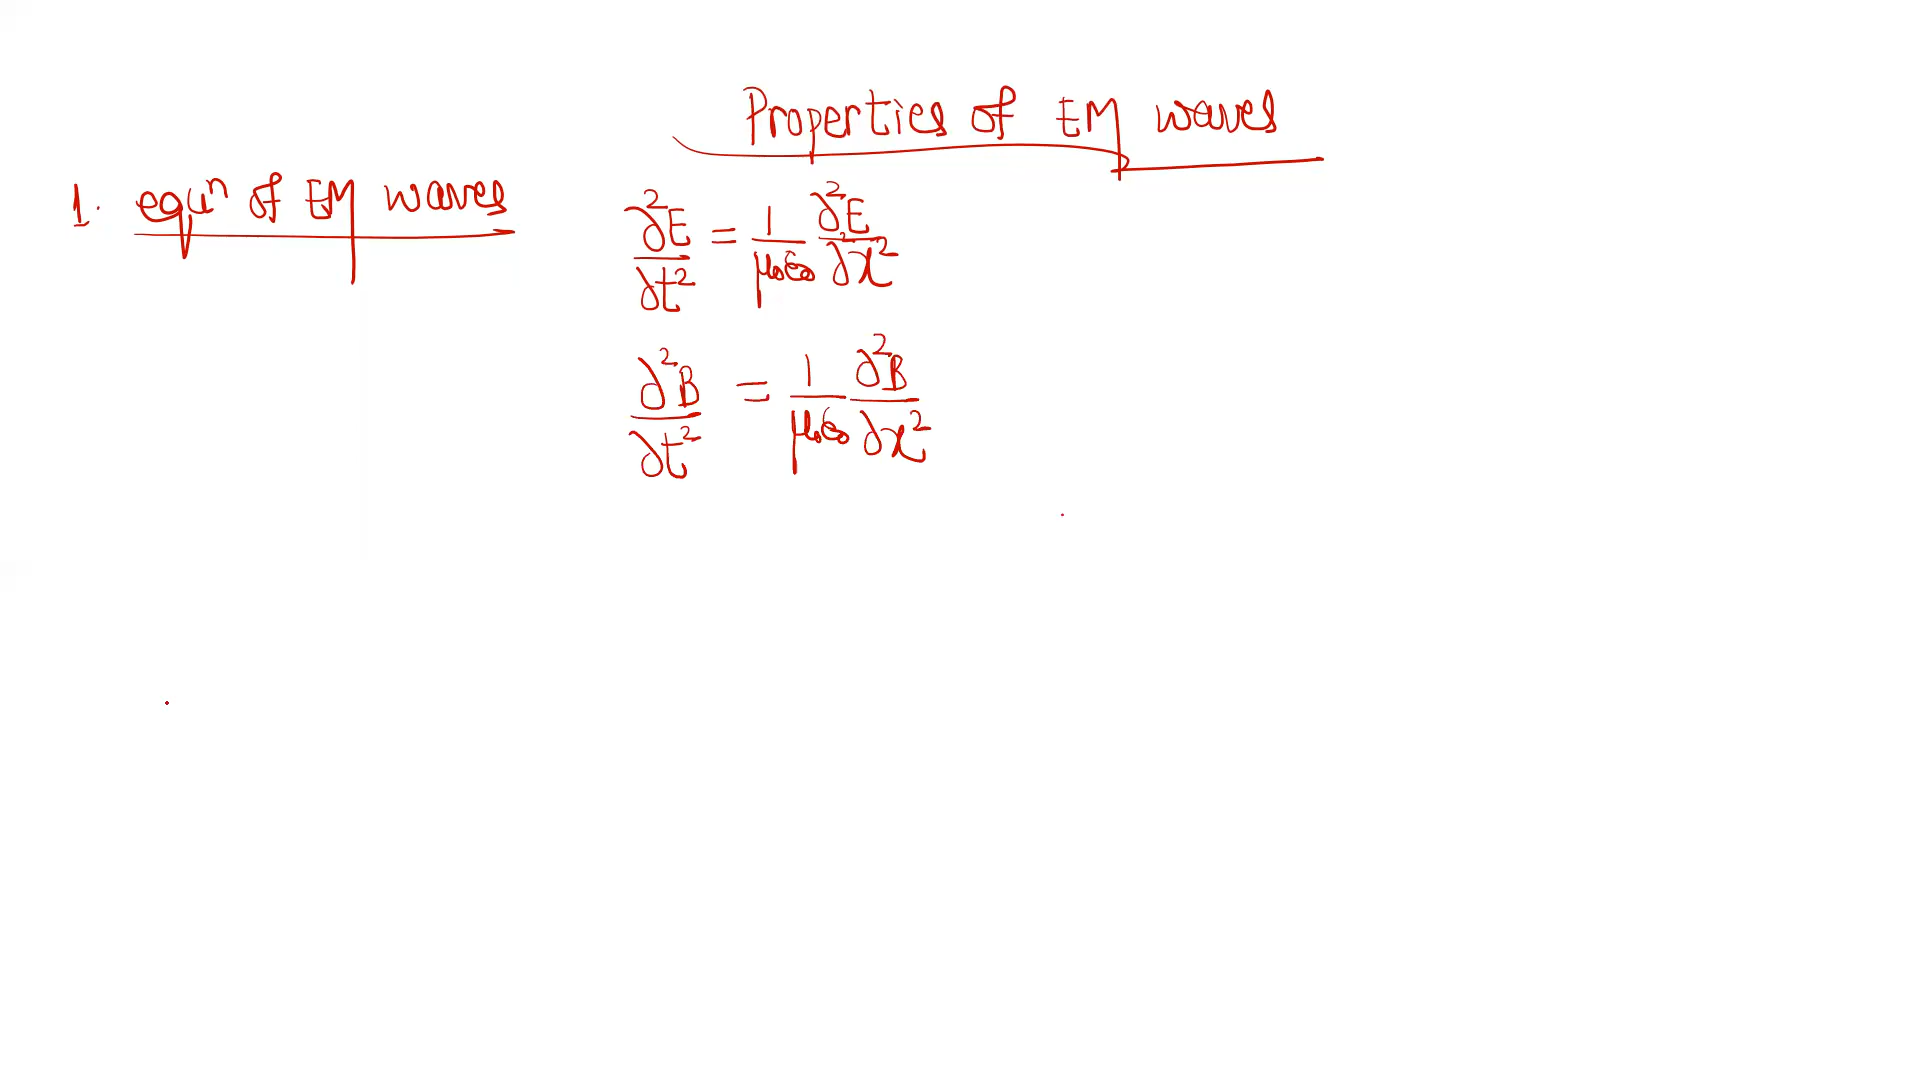 Properties of EM waves
1. equⁿ of EM waves
∂²E/∂t² = 1/μ₀ε₀ ∂²E/∂x²
∂²B/∂t² = 1/μ₀ε₀ ∂²B/∂x²